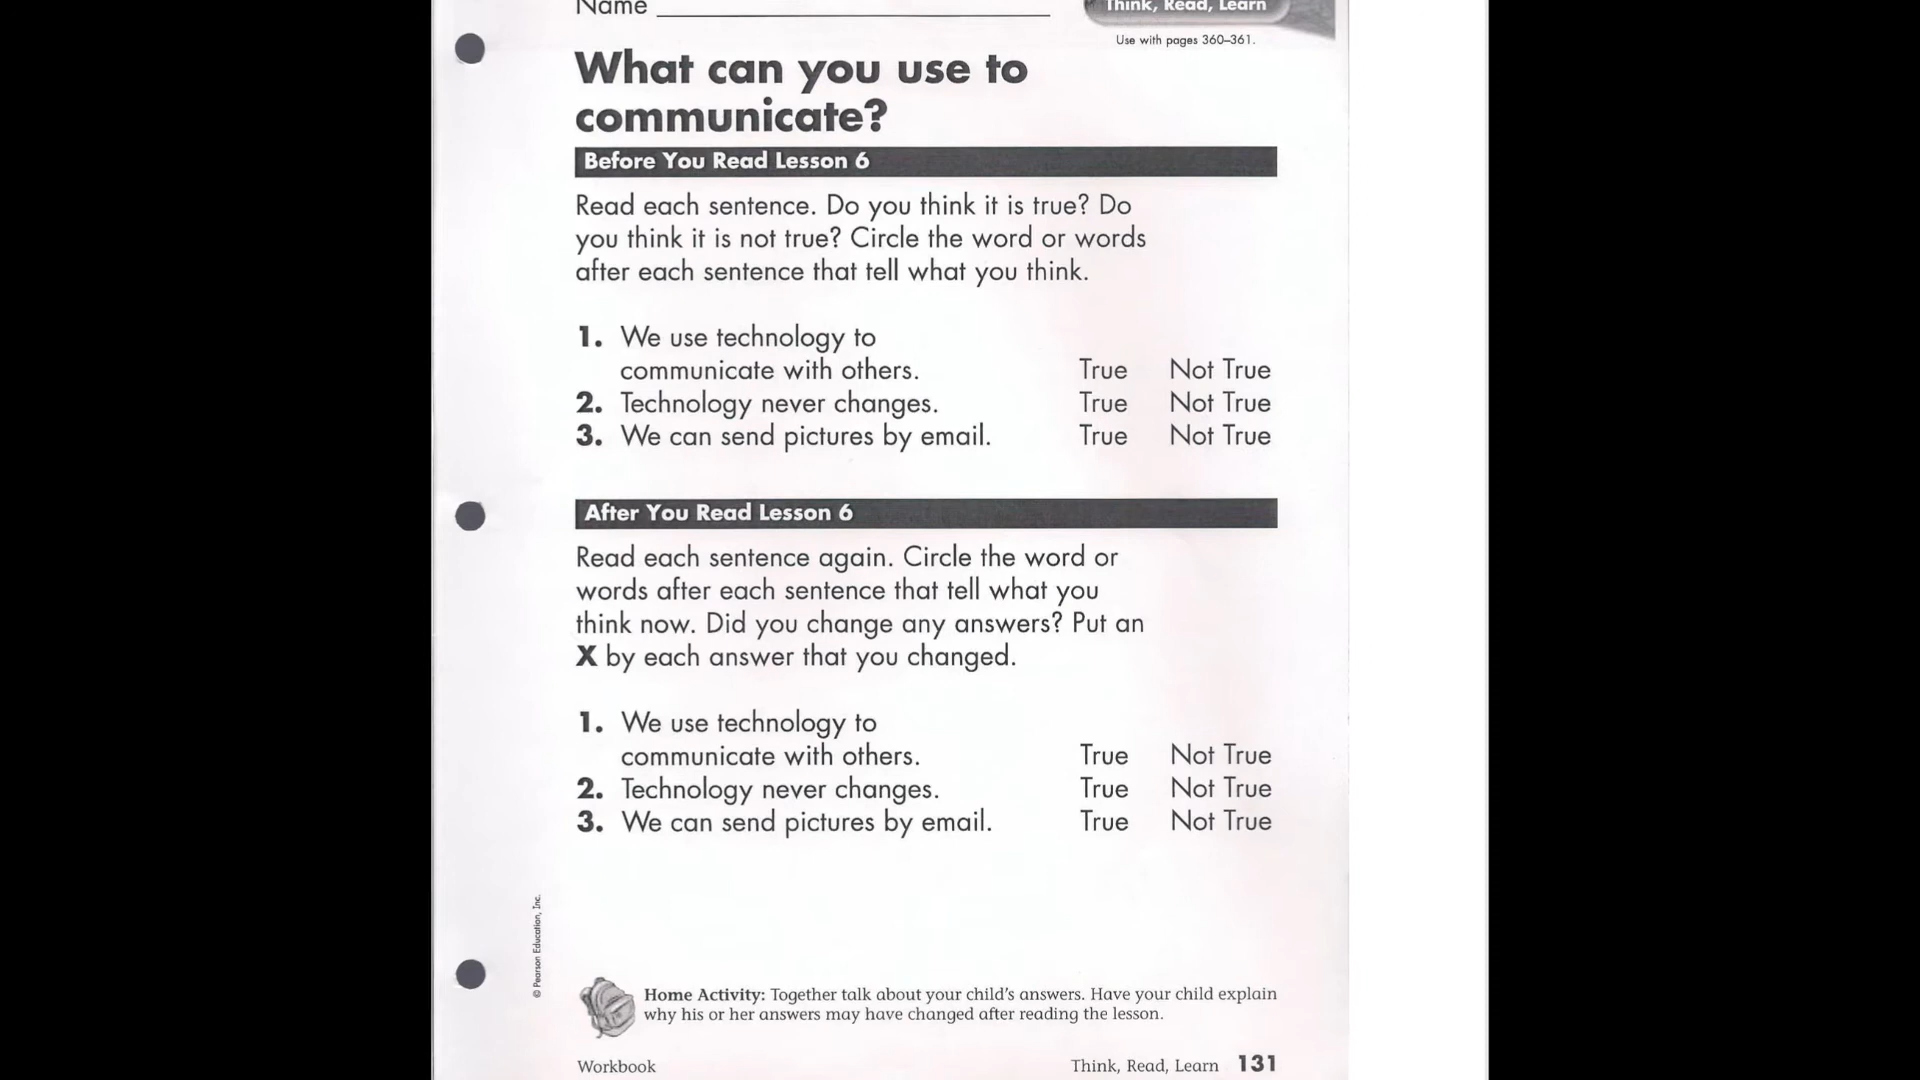 Name
Think, Read, Learn
Use with pages 360–361.
What can you use to
communicate?
Before You Read Lesson 6
Read each sentence. Do you think it is true? Do
you think it is not true? Circle the word or words
after each sentence that tell what you think.
1. We use technology to
communicate with others. True Not True
2. Technology never changes. True Not True
3. We can send pictures by email. True Not True
After You Read Lesson 6
Read each sentence again. Circle the word or
words after each sentence that tell what you
think now. Did you change any answers? Put an
X by each answer that you changed.
1. We use technology to
communicate with others. True Not True
2. Technology never changes. True Not True
3. We can send pictures by email. True Not True
© Pearson Education, Inc.
Home Activity: Together talk about your child's answers. Have your child explain
why his or her answers may have changed after reading the lesson.
Workbook
Think, Read, Learn 131